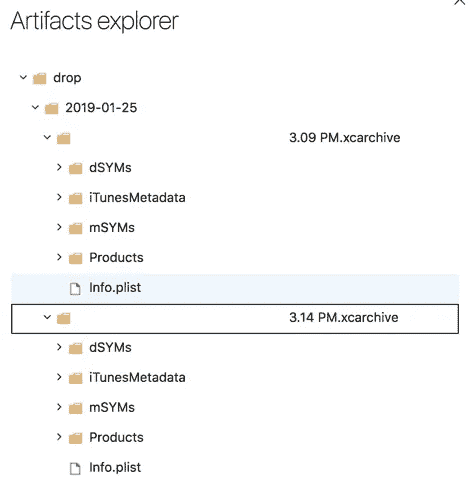 Artifacts explorer
drop
2019-01-25
3.09 PM.xcarchive
dSYMs
iTunesMetadata
mSYMs
Products
Info.plist
3.14 PM.xcarchive
dSYMs
iTunesMetadata
mSYMs
Products
Info.plist